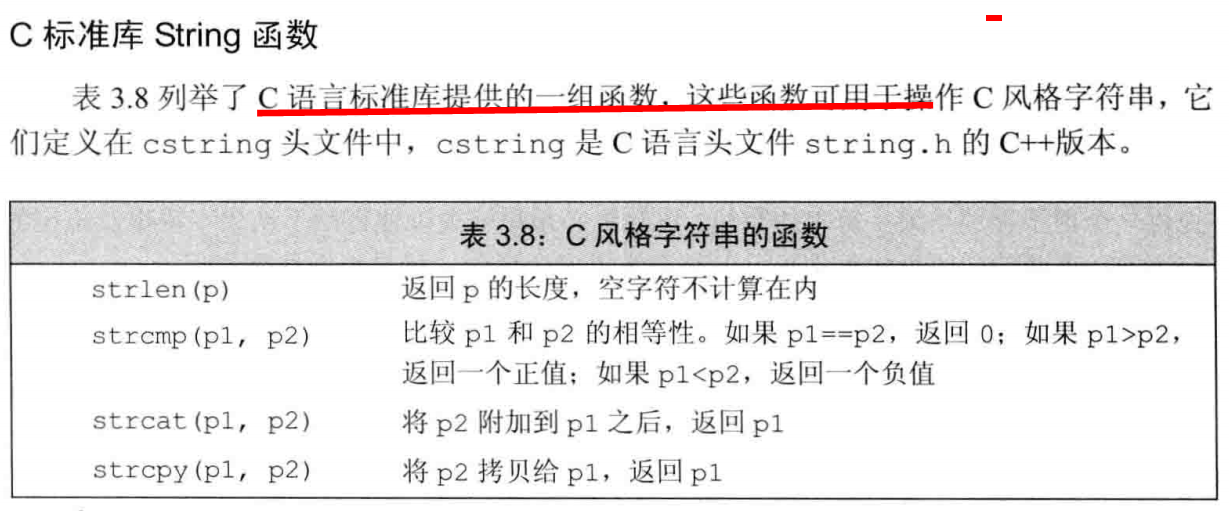 C 标准库 String 函数
表 3.8 列举了 C 语言标准库提供的一组函数，这些函数可用于操作 C 风格字符串，它
们定义在 cstring 头文件中，cstring 是 C 语言头文件 string.h 的 C++版本。
表 3.8：C 风格字符串的函数
strlen(p) 返回 p 的长度，空字符不计算在内
strcmp(p1, p2) 比较 p1 和 p2 的相等性。如果 p1==p2，返回 0；如果 p1>p2，
返回一个正值；如果 p1<p2，返回一个负值
strcat(p1, p2) 将 p2 附加到 p1 之后，返回 p1
strcpy(p1, p2) 将 p2 拷贝给 p1，返回 p1